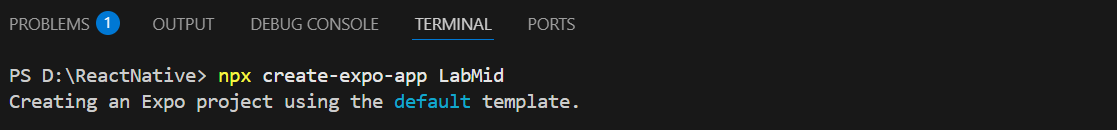 PROBLEMS 1 OUTPUT DEBUG CONSOLE TERMINAL PORTS
PS D:\ReactNative> npx create-expo-app LabMid
Creating an Expo project using the default template.